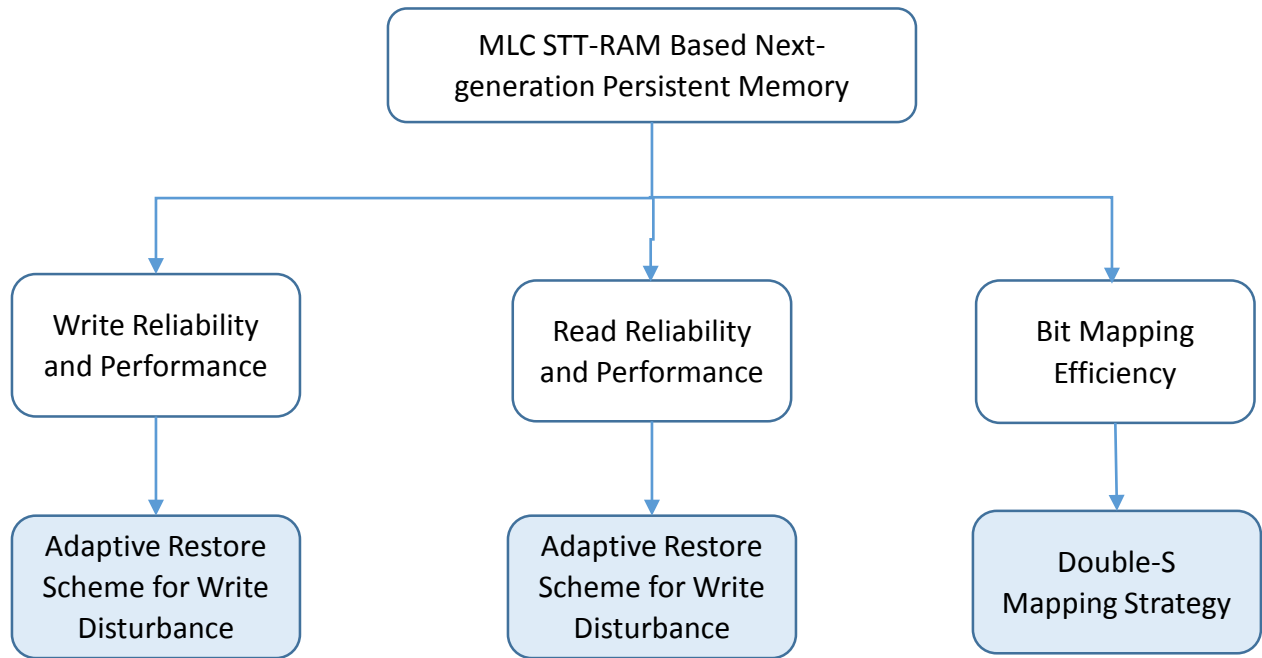 MLC STT-RAM Based Next-
generation Persistent Memory
Write Reliability
and Performance
Read Reliability
and Performance
Bit Mapping
Efficiency
Adaptive Restore
Scheme for Write
Disturbance
Adaptive Restore
Scheme for Write
Disturbance
Double-S
Mapping Strategy